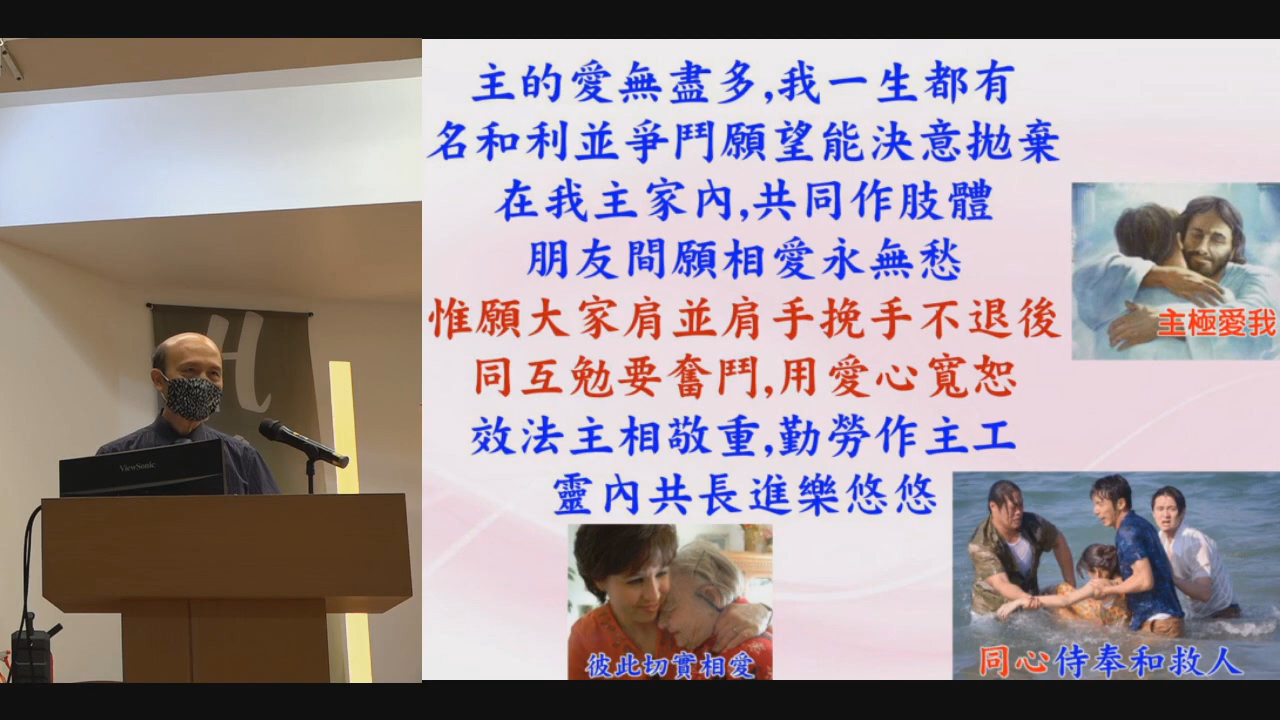 主的愛無盡多,我一生都有
名和利並爭鬥願望能決意拋棄
在我主家內,共同作肢體
朋友間願相愛永無愁
惟願大家肩並肩手挽手不退後
同互勉要奮鬥,用愛心寬恕
效法主相敬重,勤勞作主工
靈內共長進樂悠悠
主極愛我
彼此切實相愛
同心侍奉和救人
H
ViewSonic